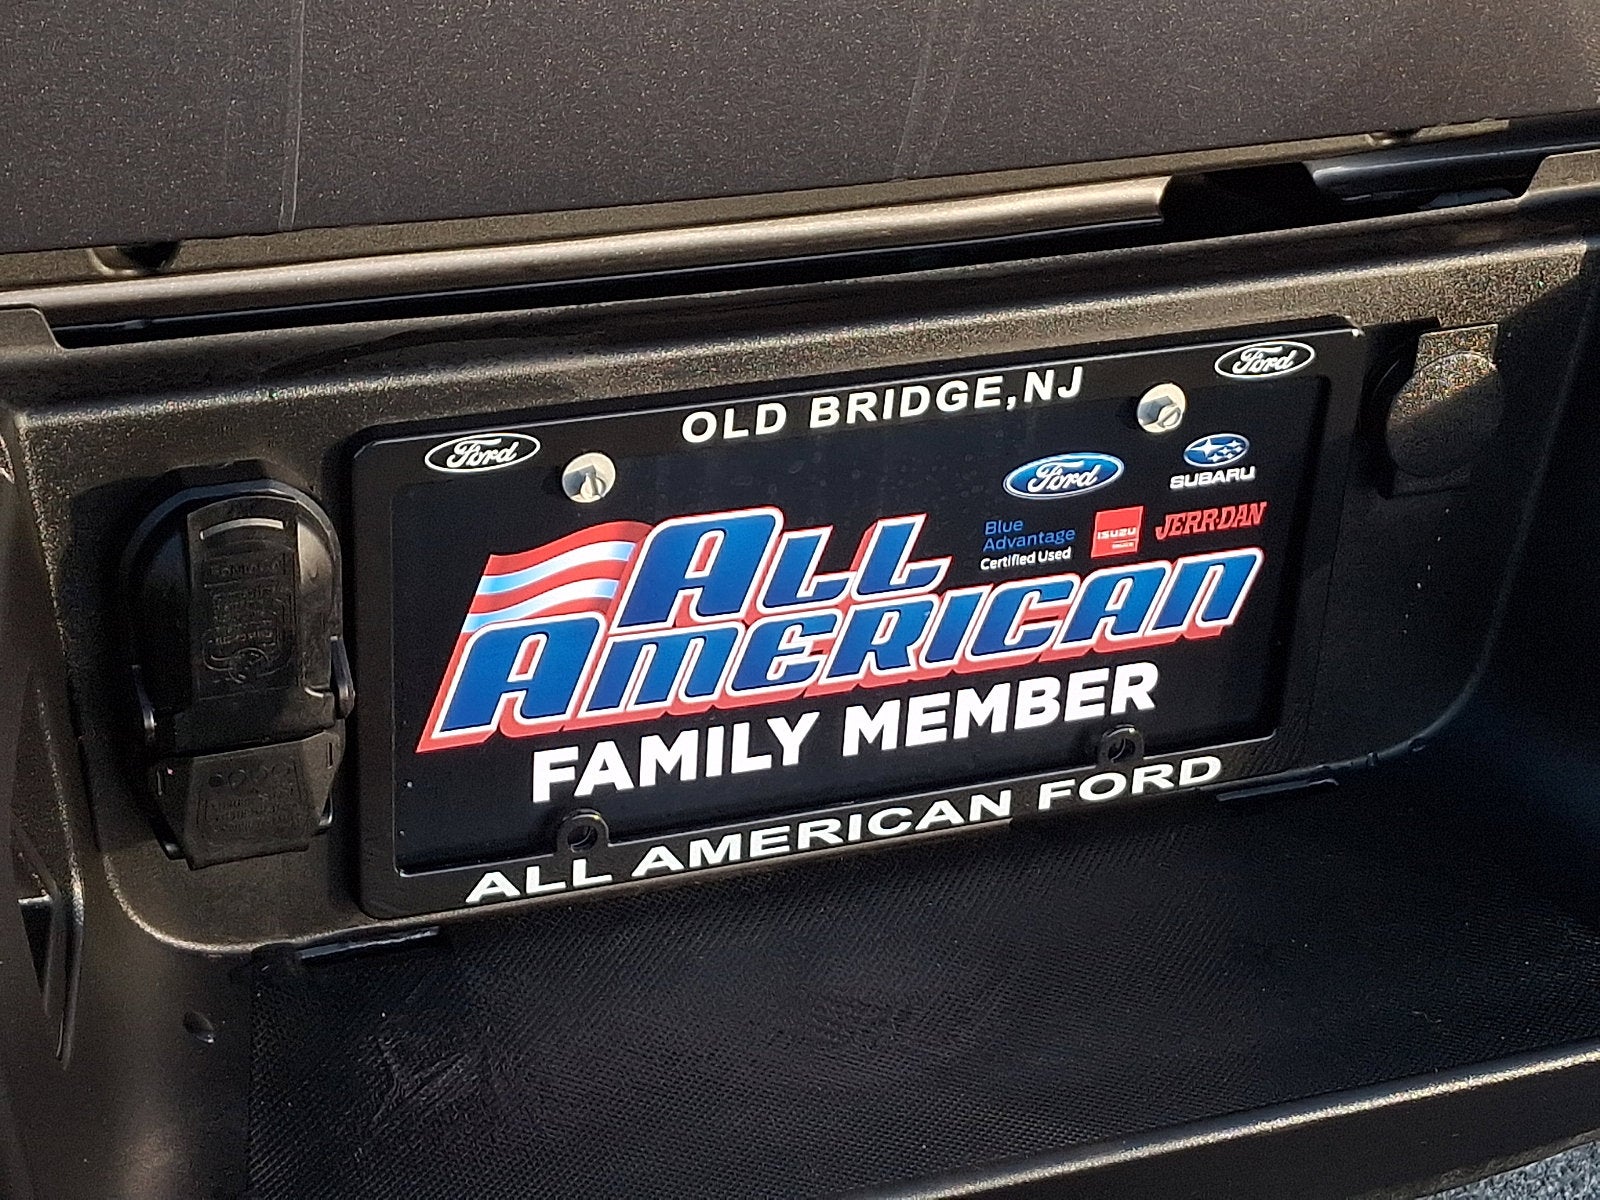 OLD BRIDGE, NJ
Ford
Ford
Ford
SUBARU
Blue
Advantage
Certified Used
ISUZU
JERR-DAN
ALL
AMERICAN
FAMILY MEMBER
ALL AMERICAN FORD